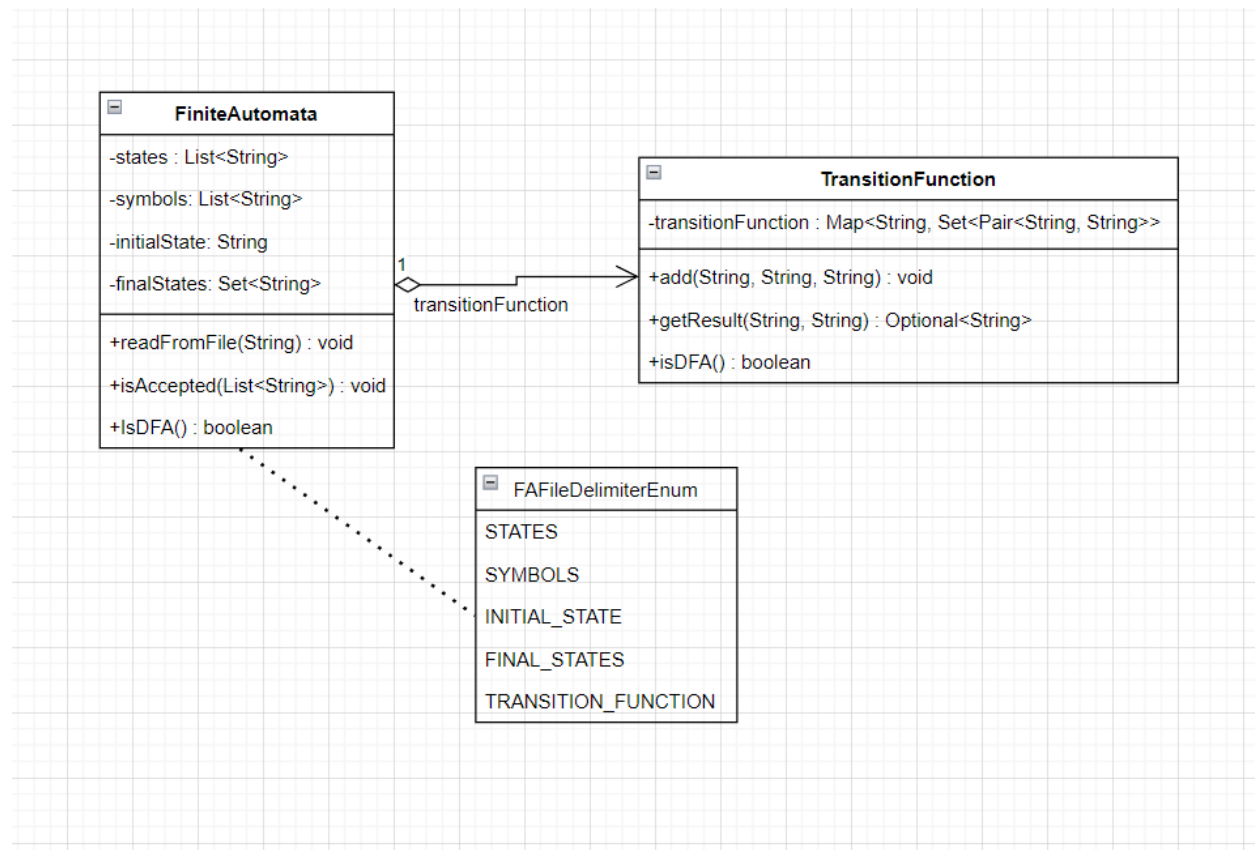 FiniteAutomata
-states : List<String>
-symbols: List<String>
-initialState: String
-finalStates: Set<String>
+readFromFile(String) : void
+isAccepted(List<String>) : void
+IsDFA() : boolean
1
transitionFunction
TransitionFunction
-transitionFunction : Map<String, Set<Pair<String, String>>
+add(String, String, String) : void
+getResult(String, String) : Optional<String>
+isDFA() : boolean
FAFileDelimiterEnum
STATES
SYMBOLS
INITIAL_STATE
FINAL_STATES
TRANSITION_FUNCTION